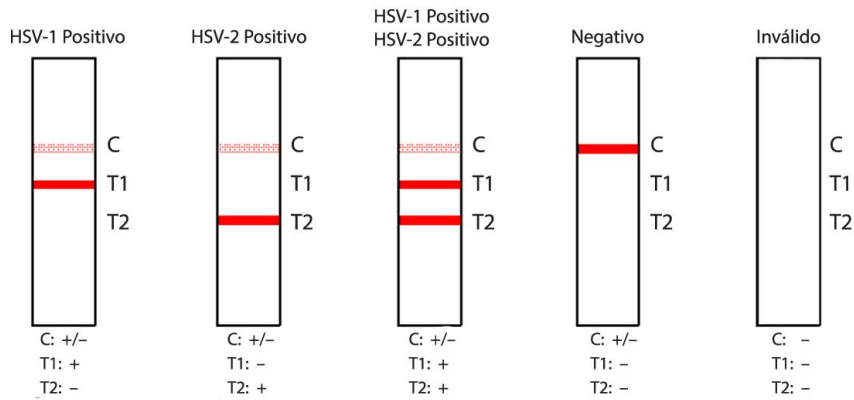 HSV-1 Positivo
HSV-2 Positivo
HSV-1 Positivo
HSV-2 Positivo
Negativo
Inválido
C
T1
T2
C
T1
T2
C
T1
T2
C
T1
T2
C
T1
T2
C: +/–
T1: +
T2: –
C: +/–
T1: –
T2: +
C: +/–
T1: +
T2: +
C: +/–
T1: –
T2: –
C: –
T1: –
T2: –